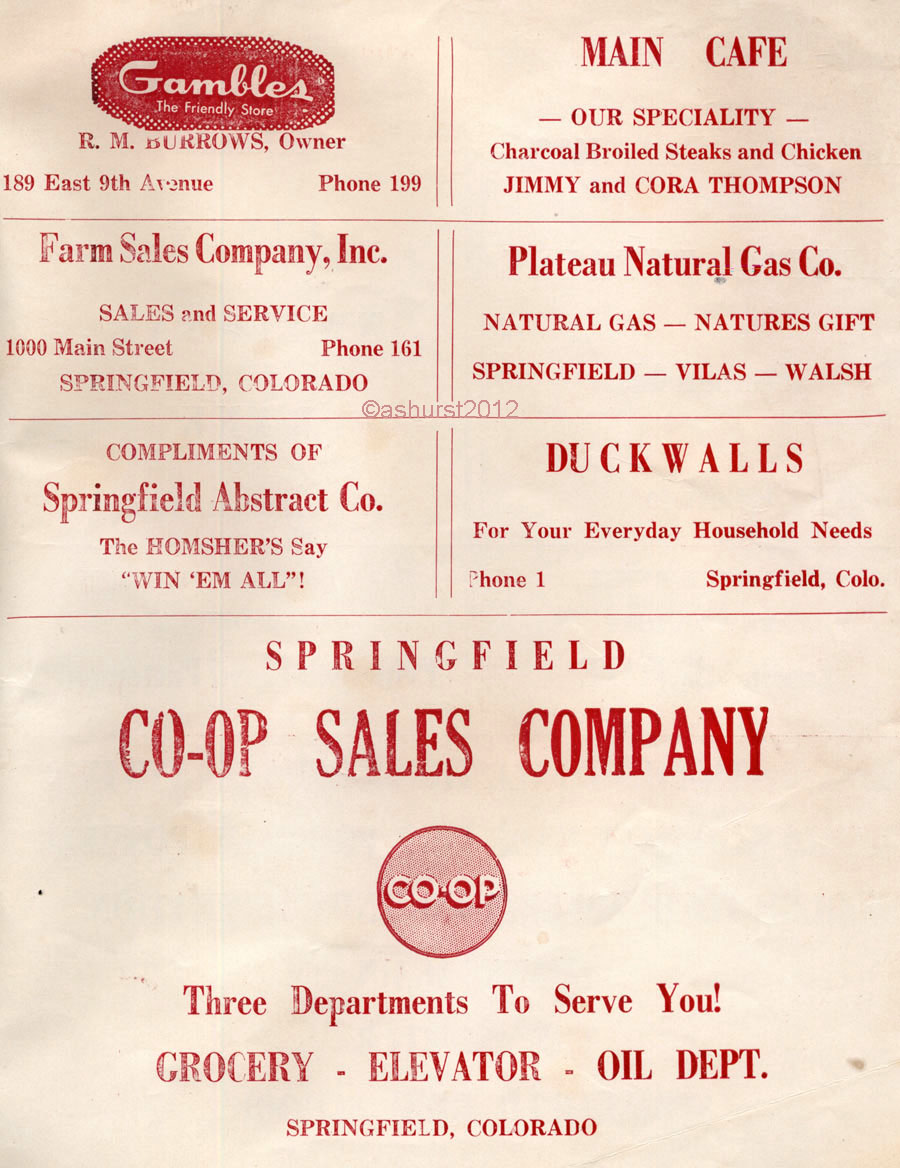 Gambles
The Friendly Store
R. M. BURROWS, Owner
189 East 9th Avenue Phone 199
MAIN CAFE
— OUR SPECIALITY —
Charcoal Broiled Steaks and Chicken
JIMMY and CORA THOMPSON
Farm Sales Company, Inc.
SALES and SERVICE
1000 Main Street Phone 161
SPRINGFIELD, COLORADO
Plateau Natural Gas Co.
NATURAL GAS — NATURES GIFT
SPRINGFIELD — VILAS — WALSH
©ashurst2012
COMPLIMENTS OF
Springfield Abstract Co.
The HOMSHER'S Say
"WIN 'EM ALL"!
DUCKWALLS
For Your Everyday Household Needs
Phone 1 Springfield, Colo.
SPRINGFIELD
CO-OP SALES COMPANY
CO-OP
Three Departments To Serve You!
GROCERY - ELEVATOR - OIL DEPT.
SPRINGFIELD, COLORADO